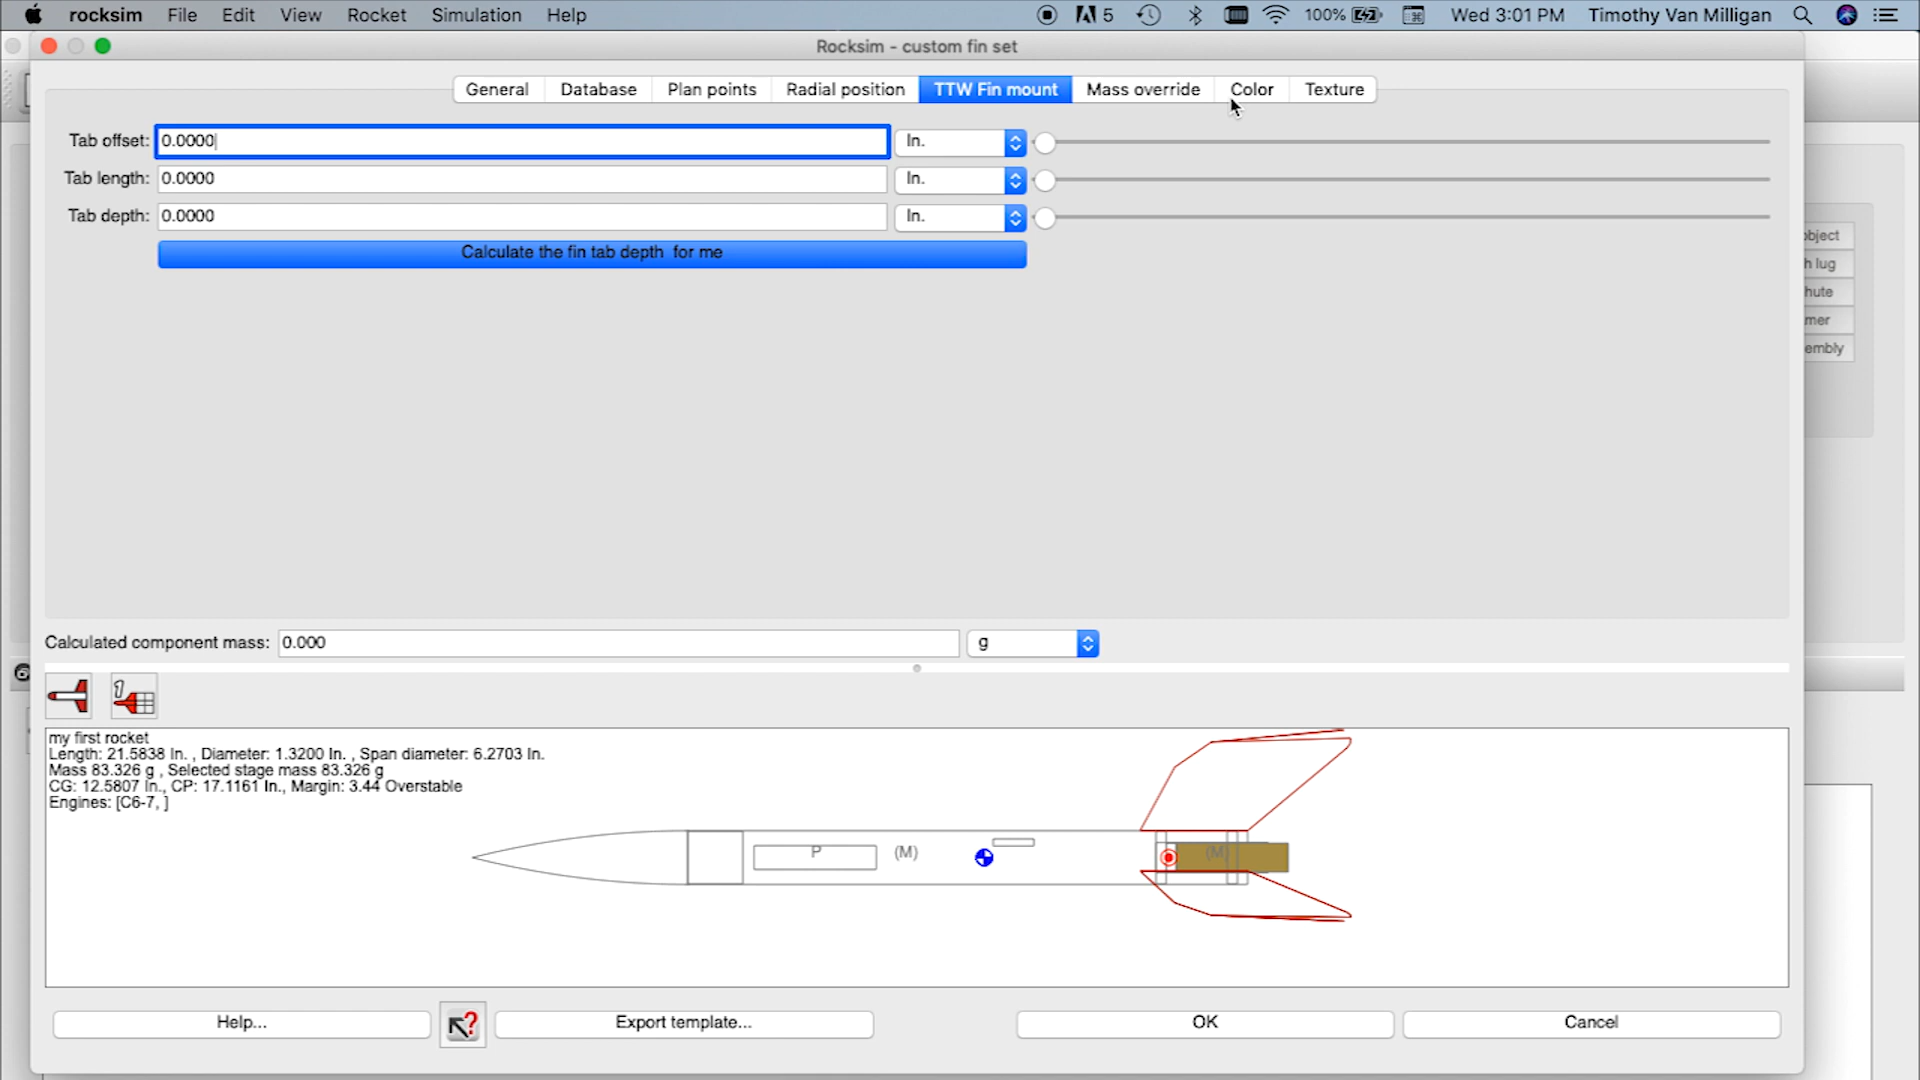 rocksim File Edit View Rocket Simulation Help 5 100% Wed 3:01 PM Timothy Van Milligan
Rocksim - custom fin set
General Database Plan points Radial position TTW Fin mount Mass override Color Texture
Tab offset: 0.0000 In.
Tab length: 0.0000 In.
Tab depth: 0.0000 In.
Calculate the fin tab depth for me
bject
h lug
hute
mer
embly
Calculated component mass: 0.000 g
1
my first rocket
Length: 21.5838 In. , Diameter: 1.3200 In. , Span diameter: 6.2703 In.
Mass 83.326 g , Selected stage mass 83.326 g
CG: 12.5807 In., CP: 17.1161 In., Margin: 3.44 Overstable
Engines: [C6-7, ]
P (M) (M)
Help... ? Export template... OK Cancel